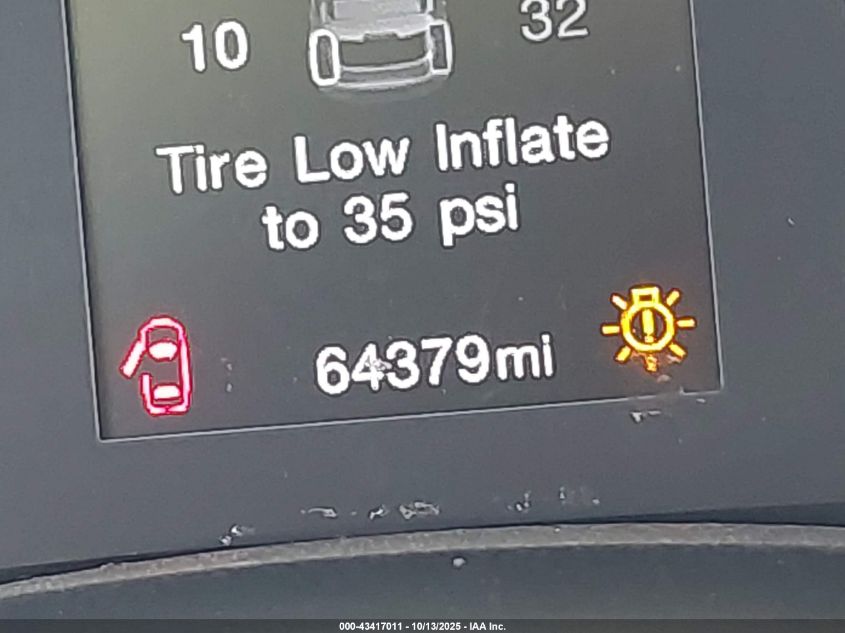 10 32
Tire Low Inflate
to 35 psi
64379mi
000-43417011 - 10/13/2025 - IAA Inc.